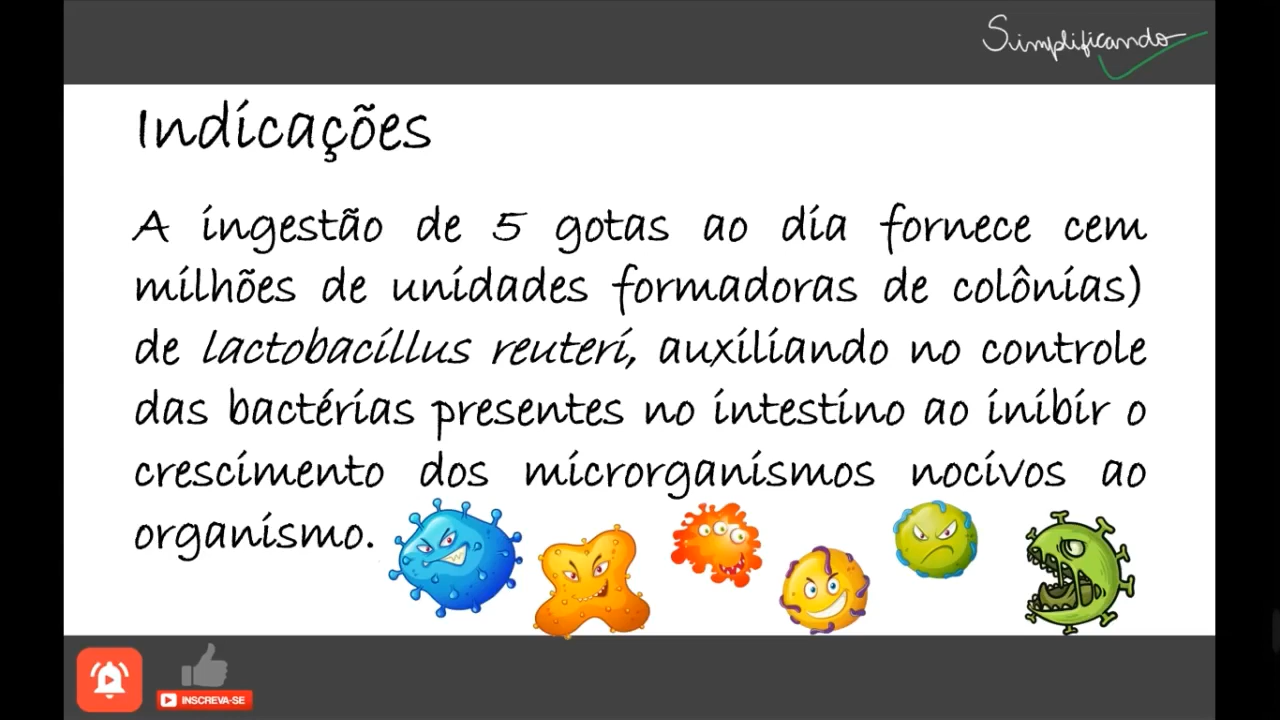 Simplificando
Indicações
A ingestão de 5 gotas ao dia fornece cem
milhões de unidades formadoras de colônias)
de lactobacillus reuteri, auxiliando no controle
das bactérias presentes no intestino ao inibir o
crescimento dos microrganismos nocivos ao
organismo.
INSCREVA-SE